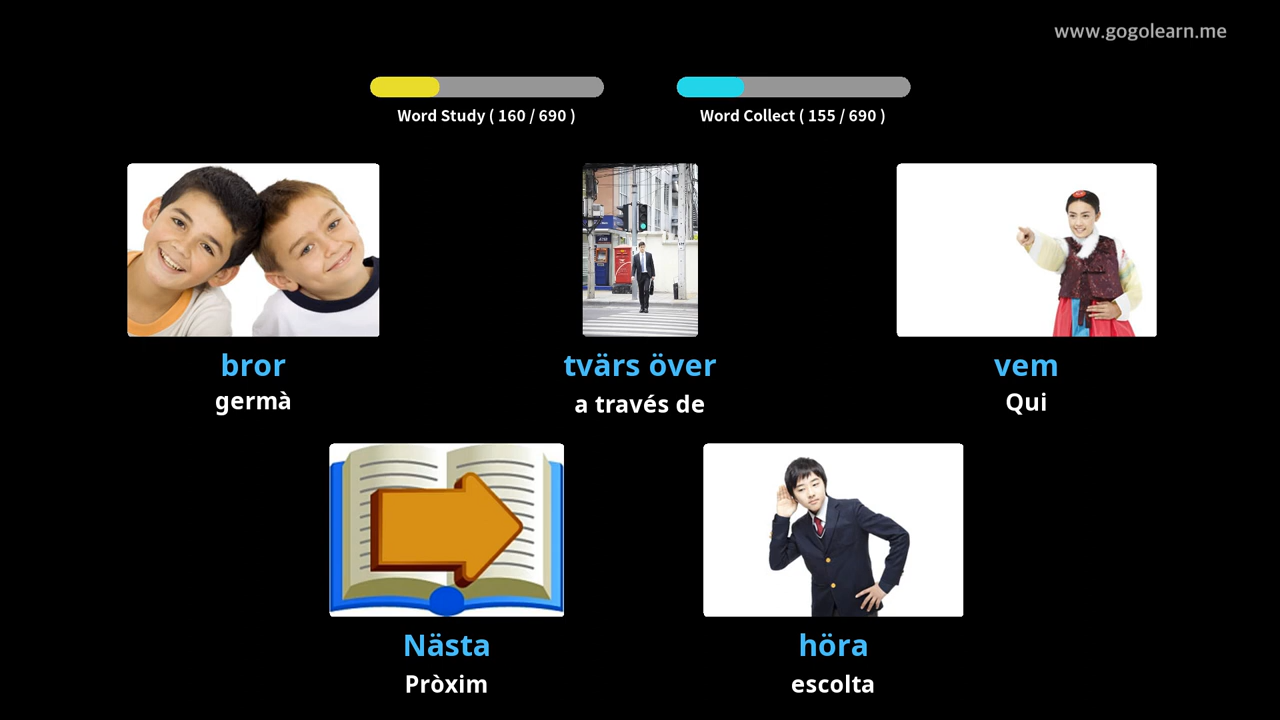 www.gogolearn.me
Word Study ( 160 / 690 )
Word Collect ( 155 / 690 )
bror
germà
tvärs över
a través de
vem
Qui
Nästa
Pròxim
höra
escolta